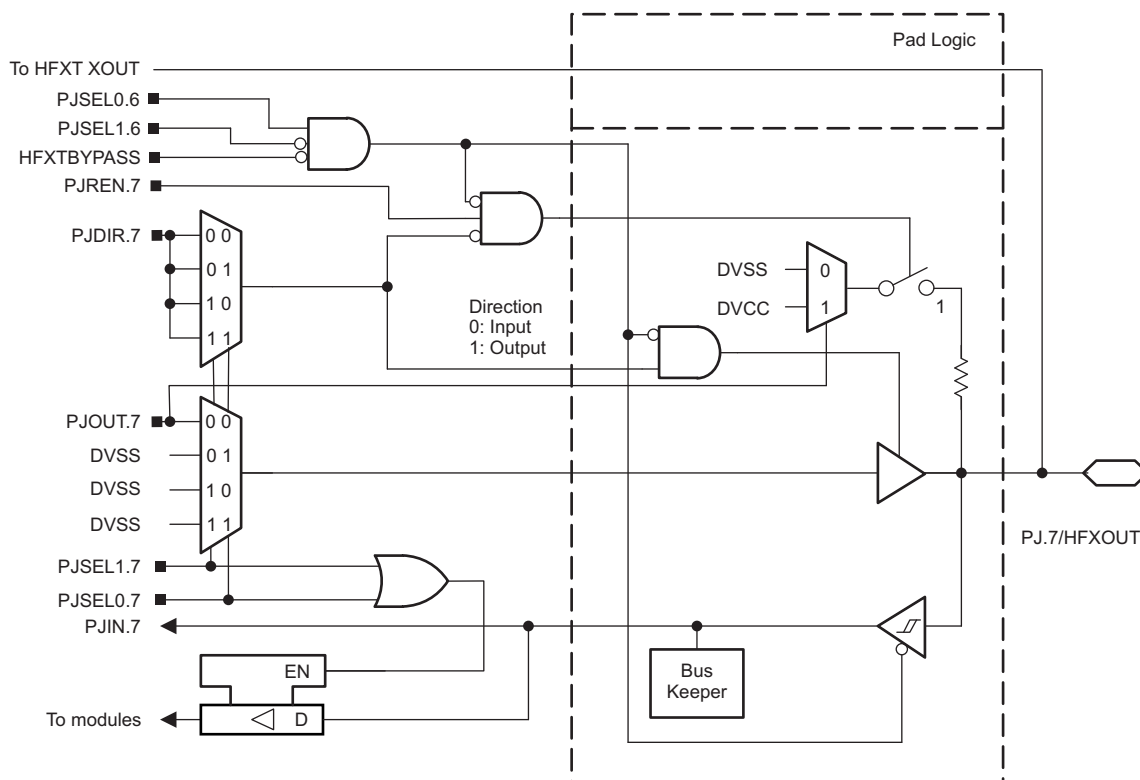 Pad Logic
To HFXT XOUT
PJSEL0.6
PJSEL1.6
HFXTBYPASS
PJREN.7
PJDIR.7
0 0
0 1
1 0
1 1
Direction
0: Input
1: Output
DVSS
0
DVCC
1
1
PJOUT.7
0 0
DVSS
0 1
DVSS
1 0
DVSS
1 1
PJ.7/HFXOUT
PJSEL1.7
PJSEL0.7
PJIN.7
Bus
Keeper
EN
D
To modules